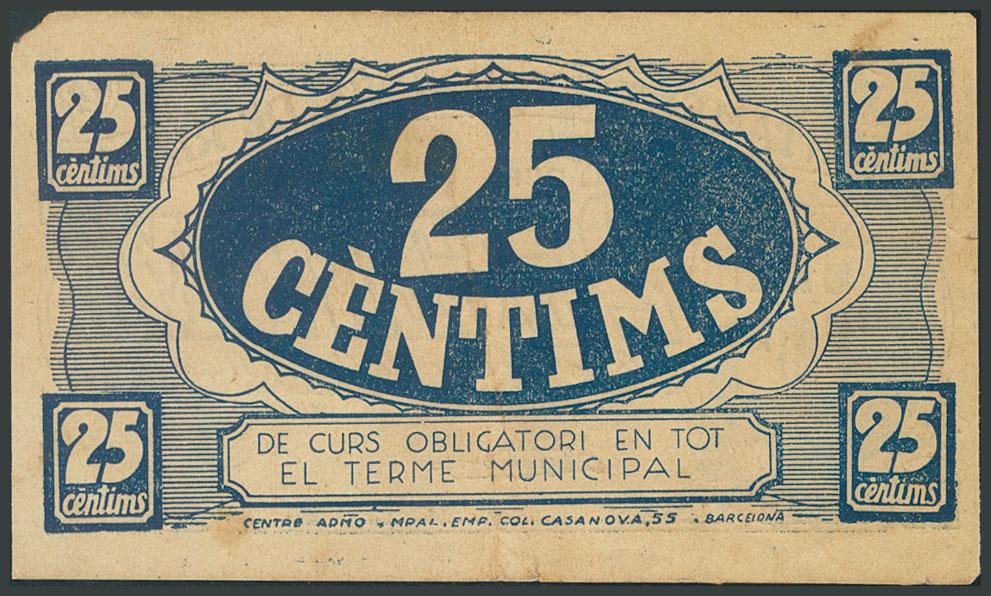 25
cèntims
25
cèntims
25
CÈNTIMS
25
cèntims
25
cèntims
DE CURS OBLIGATORI EN TOT
EL TERME MUNICIPAL
CENTRE ADMO y MPAL. EMP. COL. CASANOVA, 55 . BARCELONA